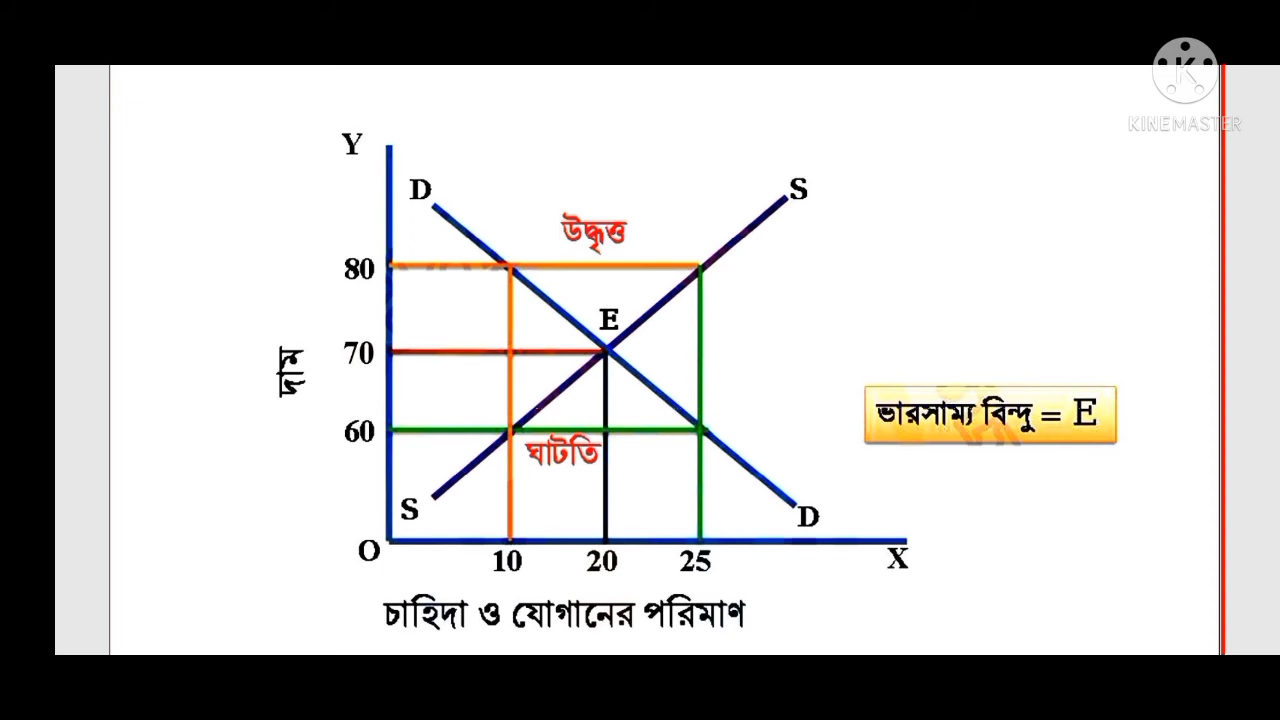 KINEMASTER
Y
D
S
উদ্ধৃত্ত
80
E
70
দাম
ভারসাম্য বিন্দু = E
60
ঘাটতি
S
D
O
10 20 25
X
চাহিদা ও যোগানের পরিমাণ